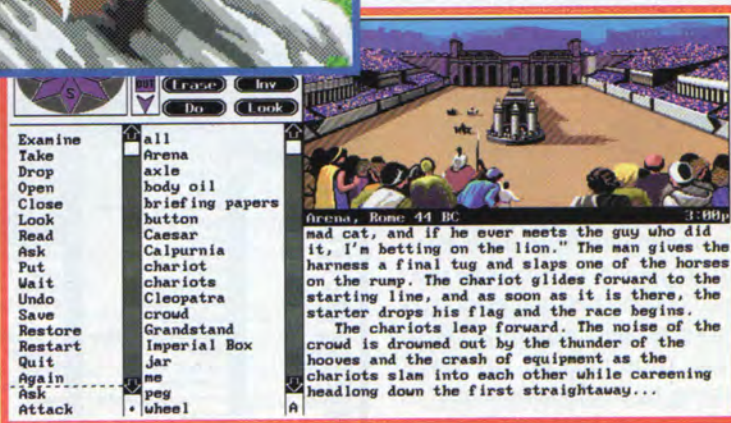 S
OUT
Erase
Inv
Do
Look
Examine
Take
Drop
Open
Close
Look
Read
Ask
Put
Wait
Undo
Save
Restore
Restart
Quit
Again
Ask
Attack
all
Arena
axle
body oil
briefing papers
button
Caesar
Calpurnia
chariot
chariots
Cleopatra
crowd
Grandstand
Imperial Box
jar
me
peg
wheel
A
Arena, Rome 44 BC 3:00p
mad cat, and if he ever meets the guy who did
it, I'm betting on the lion." The man gives the
harness a final tug and slaps one of the horses
on the rump. The chariot glides forward to the
starting line, and as soon as it is there, the
starter drops his flag and the race begins.
The chariots leap forward. The noise of the
crowd is drowned out by the thunder of the
hooves and the crash of equipment as the
chariots slam into each other while careening
headlong down the first straightaway...